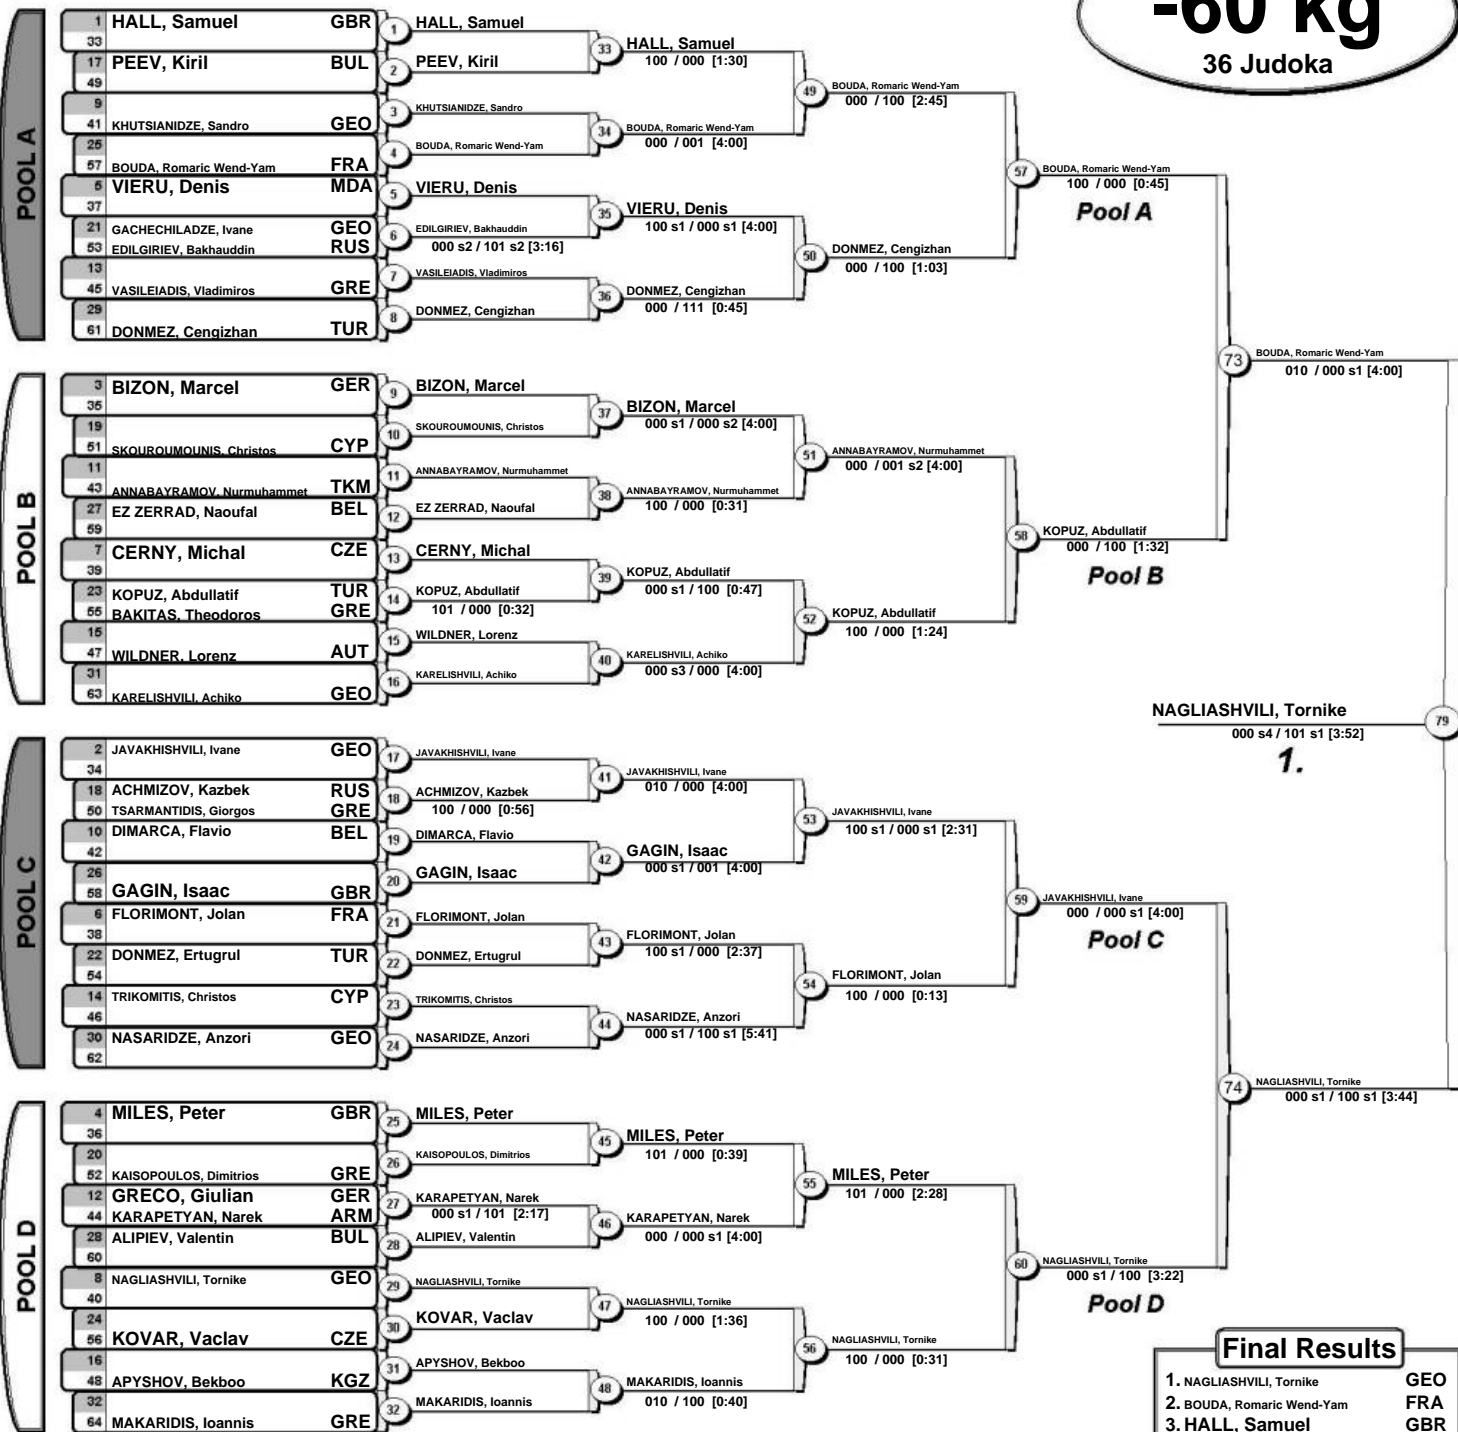 -60 kg
36 Judoka
POOL A
1 HALL, Samuel GBR
33
17 PEEV, Kiril BUL
49
9
41 KHUTSIANIDZE, Sandro GEO
25
57 BOUDA, Romaric Wend-Yam FRA
5 VIERU, Denis MDA
37
21 GACHECHILADZE, Ivane GEO
53 EDILGIRIEV, Bakhauddin RUS
13
45 VASILEIADIS, Vladimiros GRE
29
61 DONMEZ, Cengizhan TUR
1 HALL, Samuel
2 PEEV, Kiril
3 KHUTSIANIDZE, Sandro
4 BOUDA, Romaric Wend-Yam
5 VIERU, Denis
6 EDILGIRIEV, Bakhauddin
000 s2 / 101 s2 [3:16]
7 VASILEIADIS, Vladimiros
8 DONMEZ, Cengizhan
33 HALL, Samuel
100 / 000 [1:30]
34 BOUDA, Romaric Wend-Yam
000 / 001 [4:00]
35 VIERU, Denis
100 s1 / 000 s1 [4:00]
36 DONMEZ, Cengizhan
000 / 111 [0:45]
49 BOUDA, Romaric Wend-Yam
000 / 100 [2:45]
50 DONMEZ, Cengizhan
000 / 100 [1:03]
57 BOUDA, Romaric Wend-Yam
100 / 000 [0:45]
Pool A
POOL B
3 BIZON, Marcel GER
35
19
51 SKOUROUMOUNIS, Christos CYP
11
43 ANNABAYRAMOV, Nurmuhammet TKM
27 EZ ZERRAD, Naoufal BEL
59
7 CERNY, Michal CZE
39
23 KOPUZ, Abdullatif TUR
55 BAKITAS, Theodoros GRE
15
47 WILDNER, Lorenz AUT
31
63 KARELISHVILI, Achiko GEO
9 BIZON, Marcel
10 SKOUROUMOUNIS, Christos
11 ANNABAYRAMOV, Nurmuhammet
12 EZ ZERRAD, Naoufal
13 CERNY, Michal
14 KOPUZ, Abdullatif
101 / 000 [0:32]
15 WILDNER, Lorenz
16 KARELISHVILI, Achiko
37 BIZON, Marcel
000 s1 / 000 s2 [4:00]
38 ANNABAYRAMOV, Nurmuhammet
100 / 000 [0:31]
39 KOPUZ, Abdullatif
000 s1 / 100 [0:47]
40 KARELISHVILI, Achiko
000 s3 / 000 [4:00]
51 ANNABAYRAMOV, Nurmuhammet
000 / 001 s2 [4:00]
52 KOPUZ, Abdullatif
100 / 000 [1:24]
58 KOPUZ, Abdullatif
000 / 100 [1:32]
Pool B
73 BOUDA, Romaric Wend-Yam
010 / 000 s1 [4:00]
NAGLIASHVILI, Tornike 79
000 s4 / 101 s1 [3:52]
1.
POOL C
2 JAVAKHISHVILI, Ivane GEO
34
18 ACHMIZOV, Kazbek RUS
50 TSARMANTIDIS, Giorgos GRE
10 DIMARCA, Flavio BEL
42
26
58 GAGIN, Isaac GBR
6 FLORIMONT, Jolan FRA
38
22 DONMEZ, Ertugrul TUR
54
14 TRIKOMITIS, Christos CYP
46
30 NASARIDZE, Anzori GEO
62
17 JAVAKHISHVILI, Ivane
18 ACHMIZOV, Kazbek
100 / 000 [0:56]
19 DIMARCA, Flavio
20 GAGIN, Isaac
21 FLORIMONT, Jolan
22 DONMEZ, Ertugrul
23 TRIKOMITIS, Christos
24 NASARIDZE, Anzori
41 JAVAKHISHVILI, Ivane
010 / 000 [4:00]
42 GAGIN, Isaac
000 s1 / 001 [4:00]
43 FLORIMONT, Jolan
100 s1 / 000 [2:37]
44 NASARIDZE, Anzori
000 s1 / 100 s1 [5:41]
53 JAVAKHISHVILI, Ivane
100 s1 / 000 s1 [2:31]
54 FLORIMONT, Jolan
100 / 000 [0:13]
59 JAVAKHISHVILI, Ivane
000 / 000 s1 [4:00]
Pool C
POOL D
4 MILES, Peter GBR
36
20
52 KAISOPOULOS, Dimitrios GRE
12 GRECO, Giulian GER
44 KARAPETYAN, Narek ARM
28 ALIPIEV, Valentin BUL
60
8 NAGLIASHVILI, Tornike GEO
40
24
56 KOVAR, Vaclav CZE
16
48 APYSHOV, Bekboo KGZ
32
64 MAKARIDIS, Ioannis GRE
25 MILES, Peter
26 KAISOPOULOS, Dimitrios
27 KARAPETYAN, Narek
000 s1 / 101 [2:17]
28 ALIPIEV, Valentin
29 NAGLIASHVILI, Tornike
30 KOVAR, Vaclav
31 APYSHOV, Bekboo
32 MAKARIDIS, Ioannis
45 MILES, Peter
101 / 000 [0:39]
46 KARAPETYAN, Narek
000 / 000 s1 [4:00]
47 NAGLIASHVILI, Tornike
100 / 000 [1:36]
48 MAKARIDIS, Ioannis
010 / 100 [0:40]
55 MILES, Peter
101 / 000 [2:28]
56 NAGLIASHVILI, Tornike
100 / 000 [0:31]
60 NAGLIASHVILI, Tornike
000 s1 / 100 [3:22]
Pool D
74 NAGLIASHVILI, Tornike
000 s1 / 100 s1 [3:44]
Final Results
1. NAGLIASHVILI, Tornike GEO
2. BOUDA, Romaric Wend-Yam FRA
3. HALL, Samuel GBR